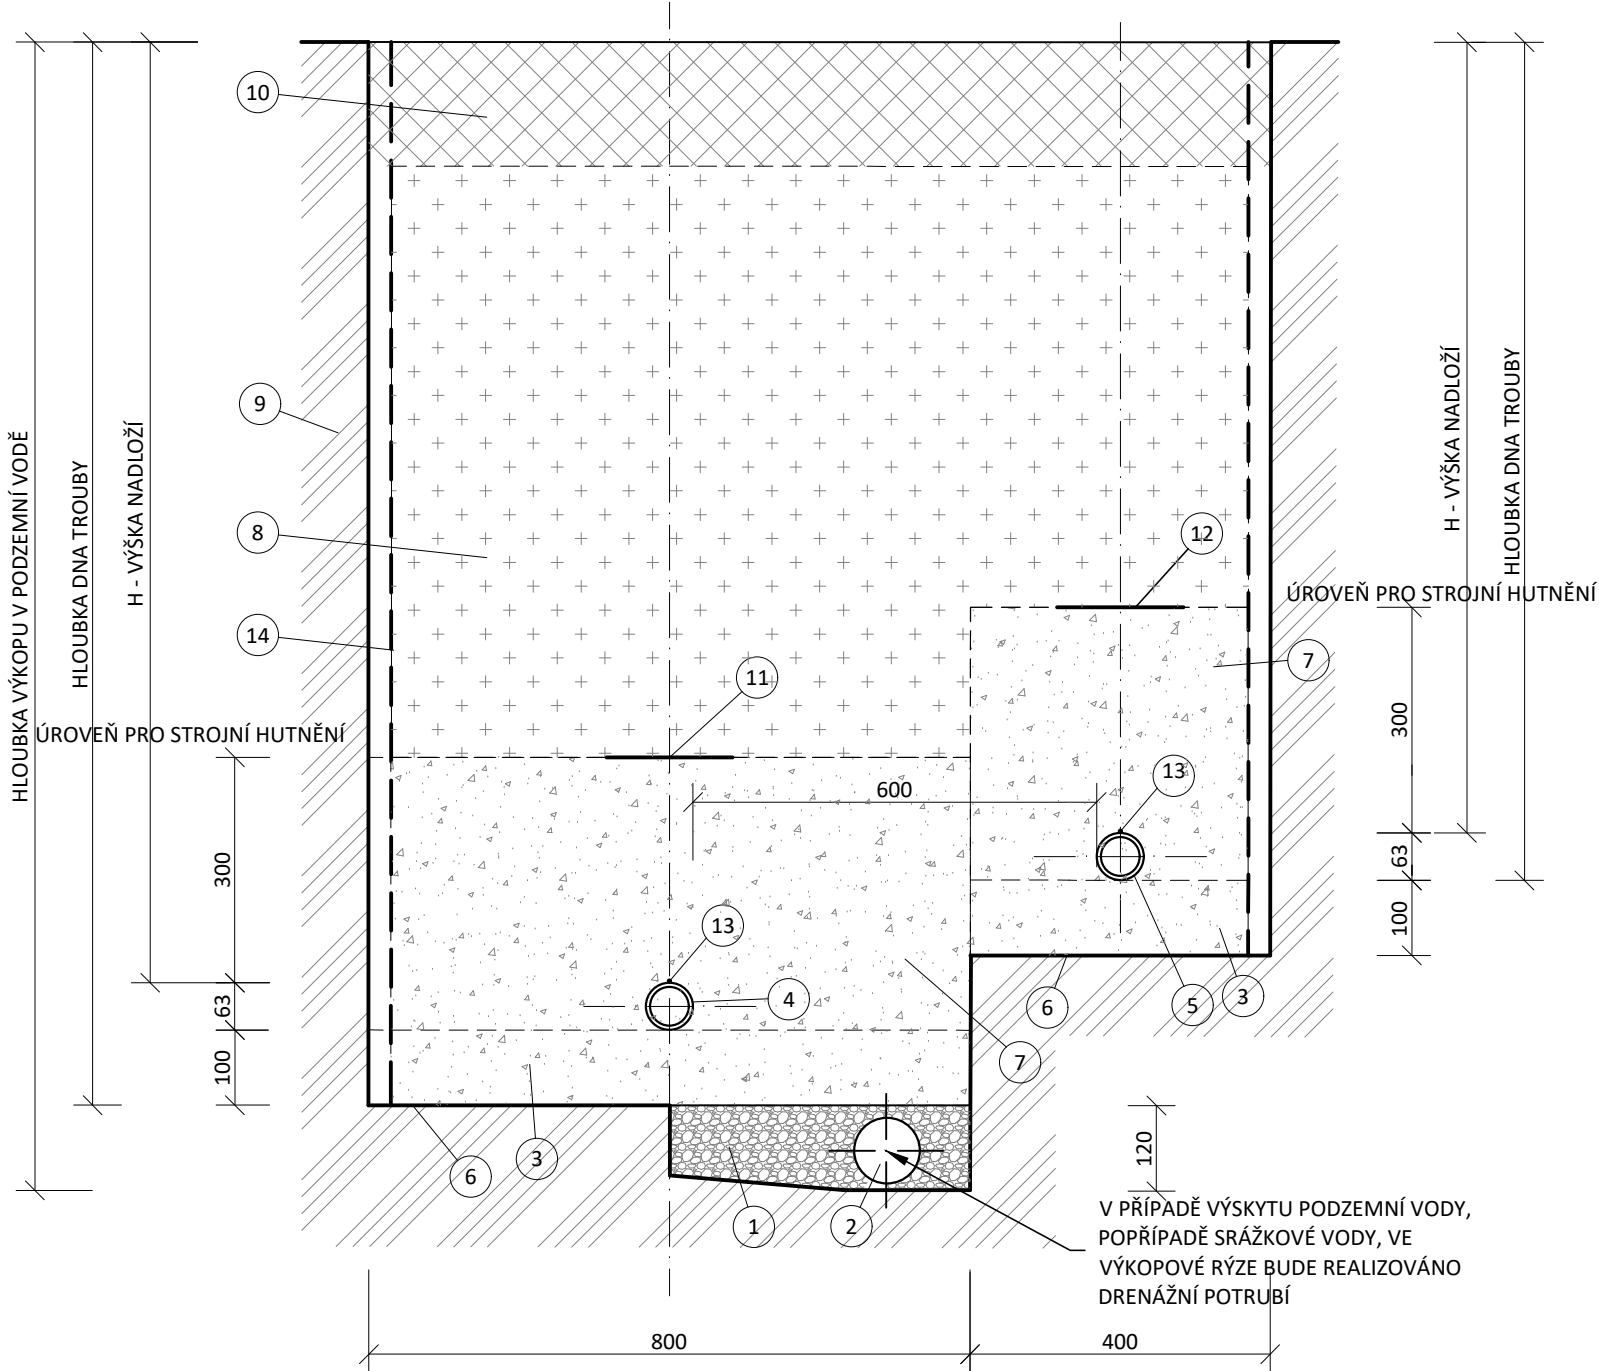 10
9
8
14
11
12
7
13
13
4
5
3
6
7
3
6
1
2
HLOUBKA VÝKOPU V PODZEMNÍ VODĚ
HLOUBKA DNA TROUBY
H - VÝŠKA NADLOŽÍ
ÚROVEŇ PRO STROJNÍ HUTNĚNÍ
300
63
100
600
H - VÝŠKA NADLOŽÍ
HLOUBKA DNA TROUBY
ÚROVEŇ PRO STROJNÍ HUTNĚNÍ
300
63
100
120
V PŘÍPADĚ VÝSKYTU PODZEMNÍ VODY,
POPŘÍPADĚ SRÁŽKOVÉ VODY, VE
VÝKOPOVÉ RÝZE BUDE REALIZOVÁNO
DRENÁŽNÍ POTRUBÍ
800
400